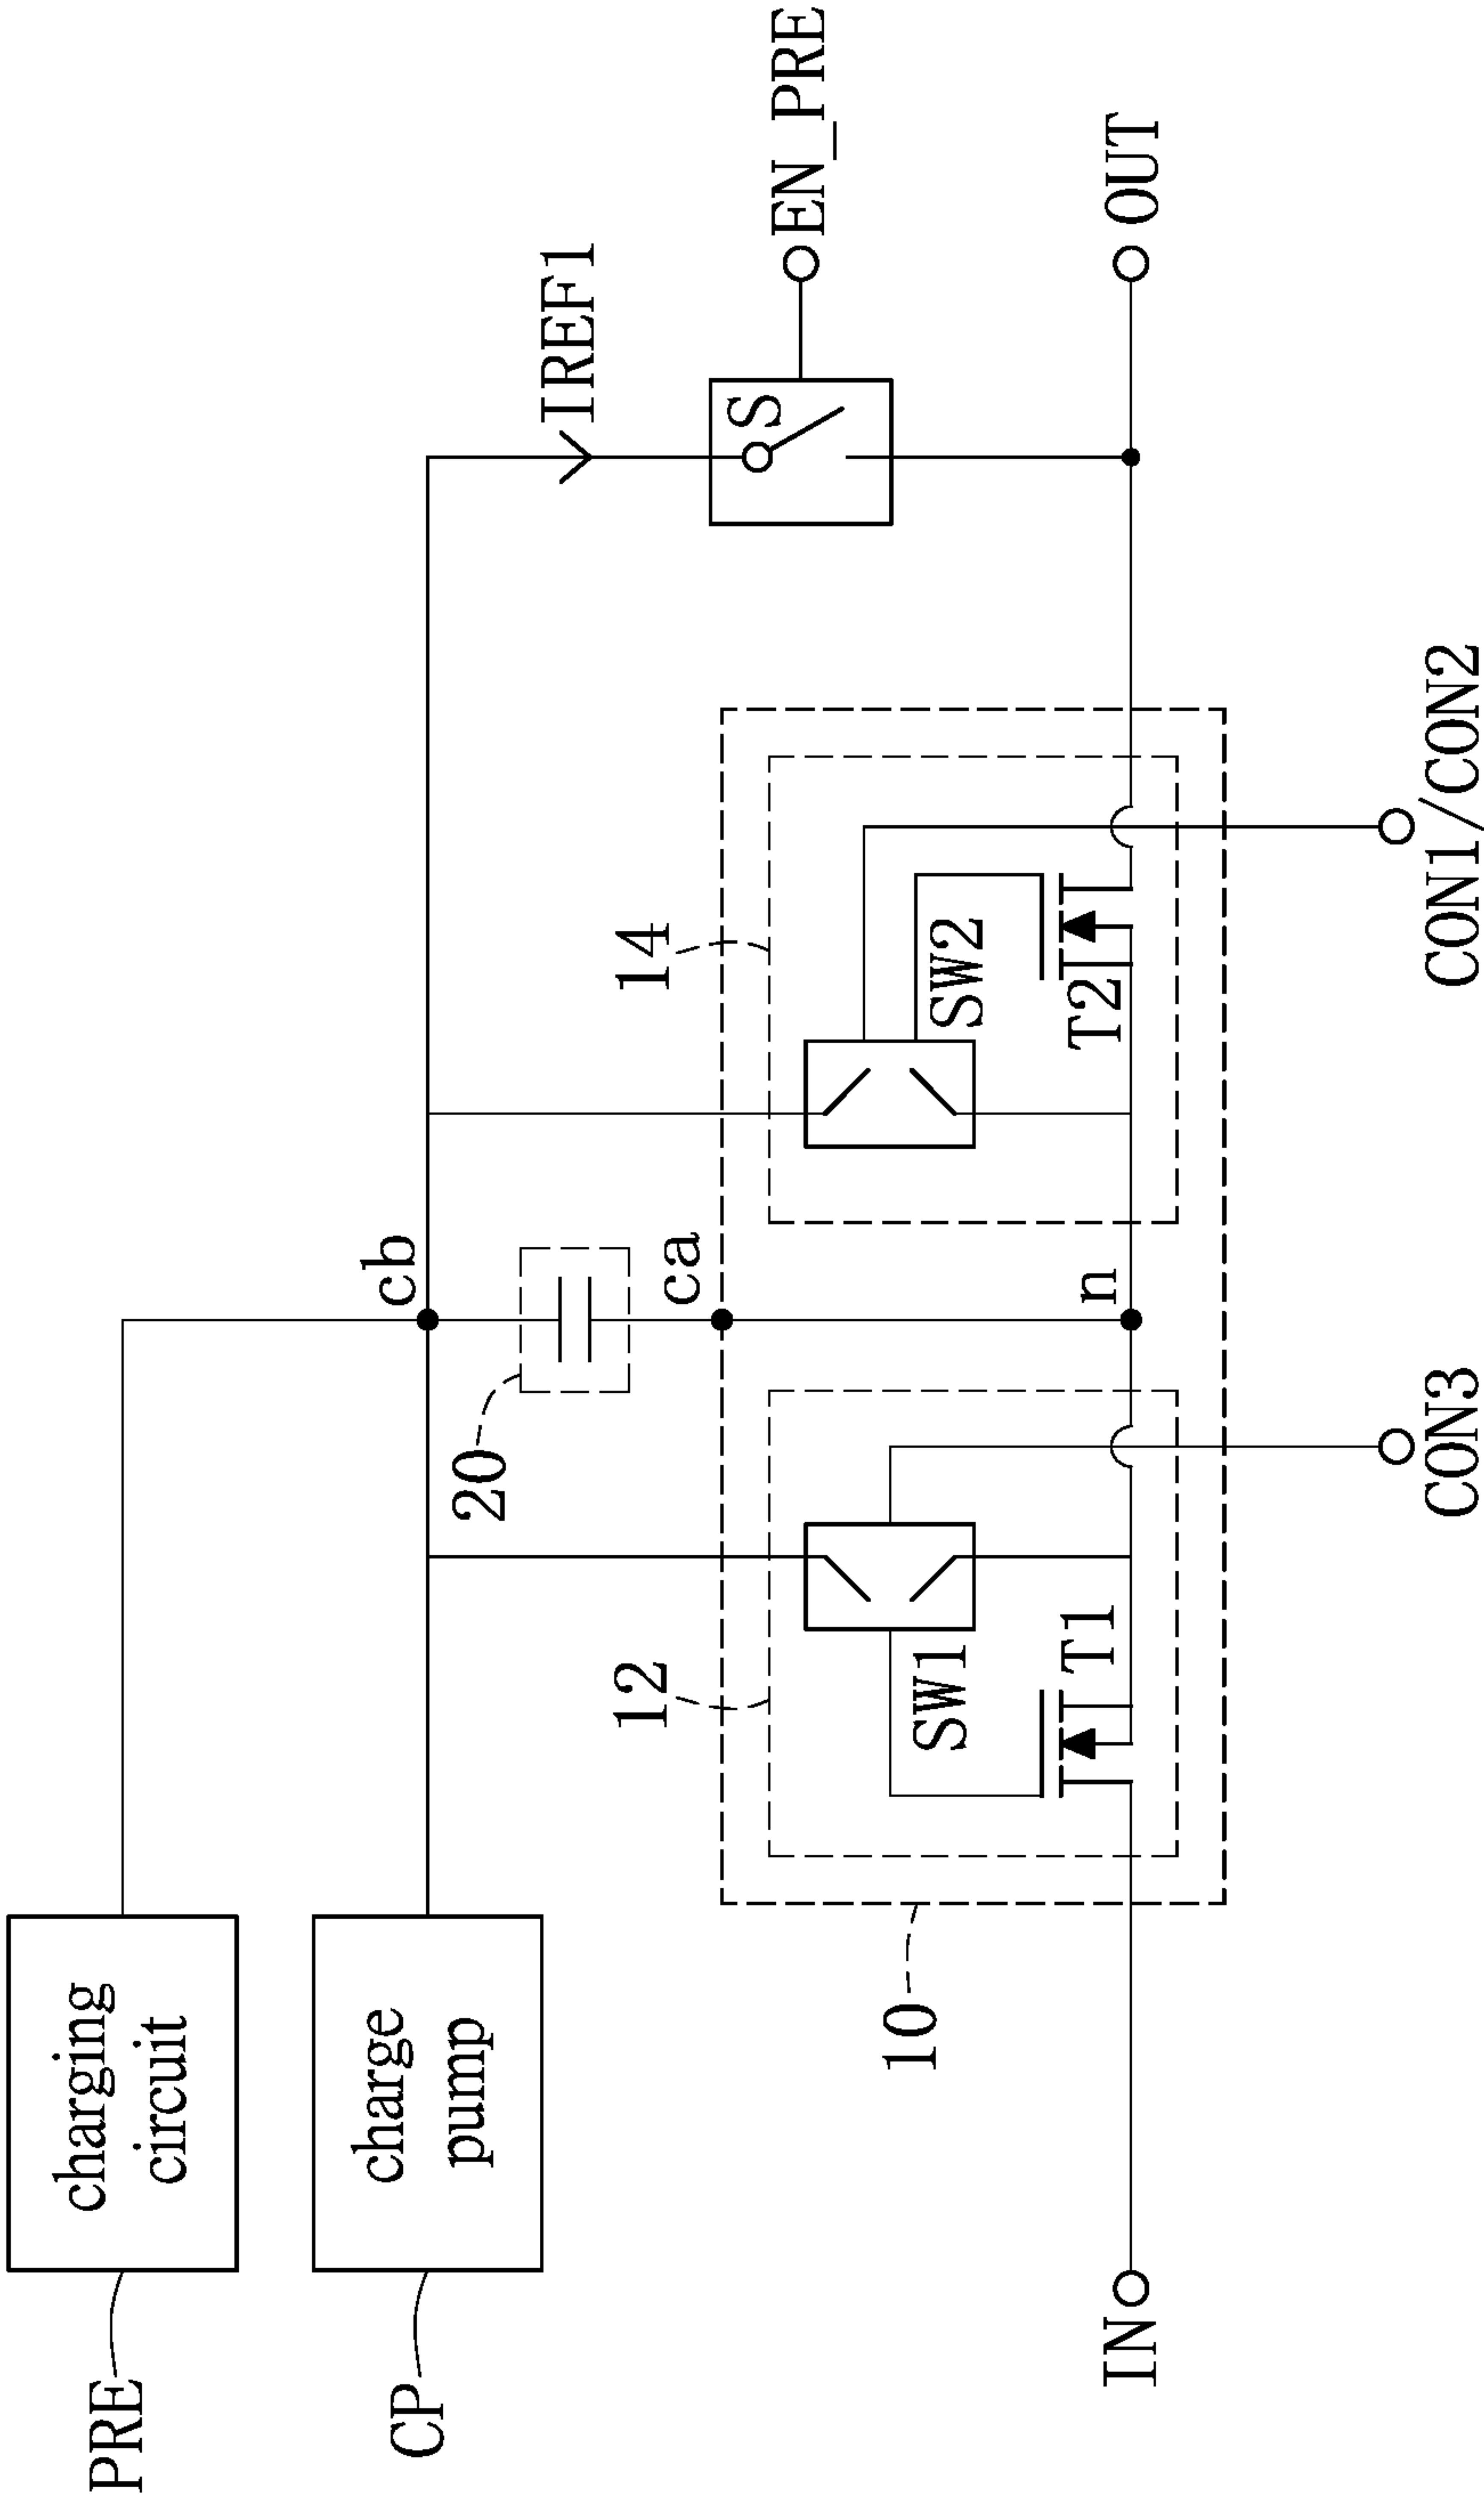 PRE
charging
circuit
CP
charge
pump
cb
20
IREF1
ca
14
12
S
EN_PRE
10
SW1
SW2
T1
n
T2
IN
OUT
CON3
CON1/CON2